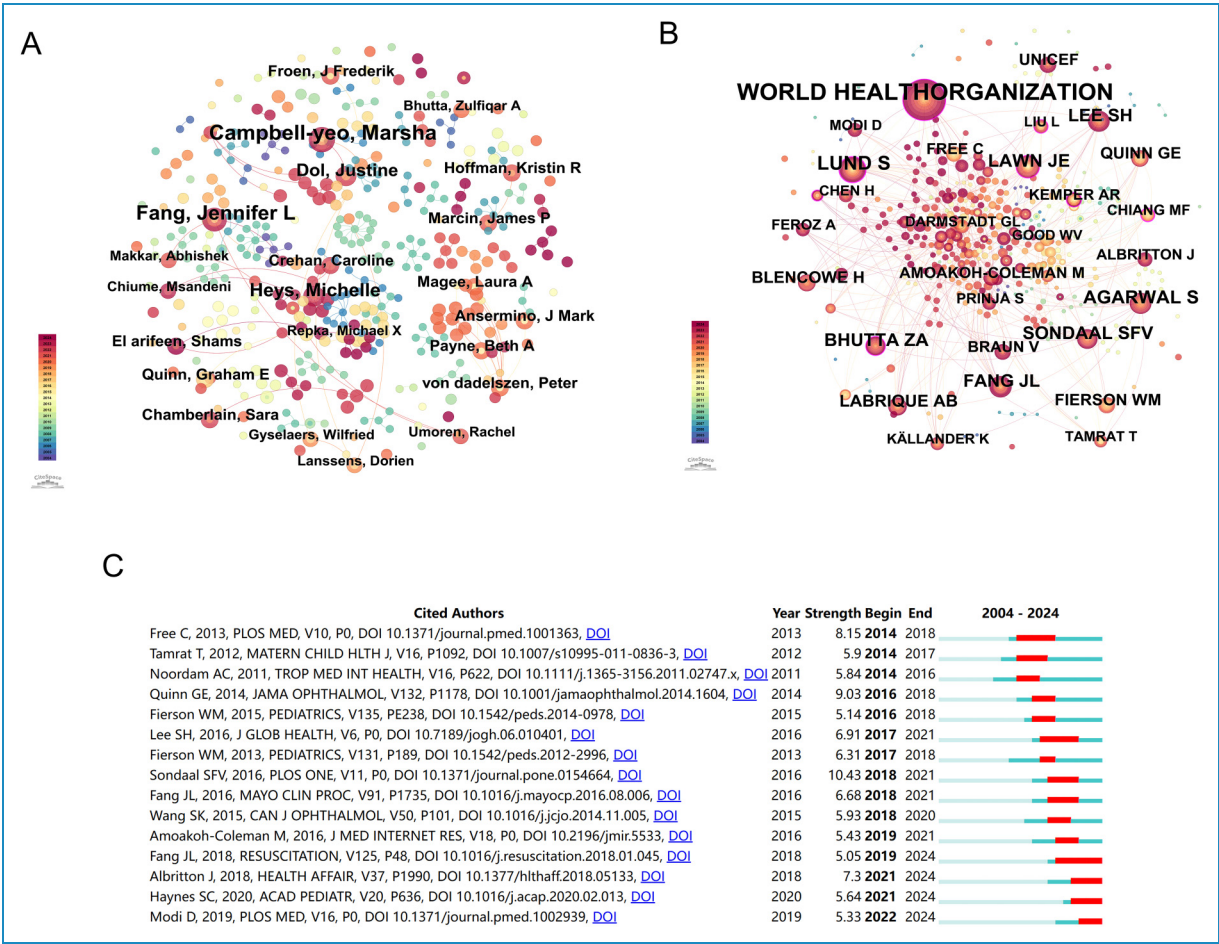 A
Froen, J Frederik
Bhutta, Zulfiqar A
Campbell-yeo, Marsha
Dol, Justine
Hoffman, Kristin R
Fang, Jennifer L
Marcin, James P
Makkar, Abhishek
Crehan, Caroline
Chiume, Msandeni
Heys, Michelle
Magee, Laura A
Ansermino, J Mark
Repka, Michael X
El arifeen, Shams
Payne, Beth A
Quinn, Graham E
von dadelszen, Peter
Chamberlain, Sara
Gyselaers, Wilfried
Umoren, Rachel
Lanssens, Dorien
CiteSpace
B
UNICEF
WORLD HEALTHORGANIZATION
MODI D
LIU L
LEE SH
FREE C
QUINN GE
LUND S
LAWN JE
CHEN H
KEMPER AR
CHIANG MF
FEROZ A
DARMSTADT GL
GOOD WV
ALBRITTON J
BLENCOWE H
AMOAKOH-COLEMAN M
PRINJA S
AGARWAL S
BHUTTA ZA
BRAUN V
SONDAAL SFV
FANG JL
LABRIQUE AB
FIERSON WM
KÄLLANDER K
TAMRAT T
CiteSpace
C
Cited Authors Year Strength Begin End 2004 - 2024
Free C, 2013, PLOS MED, V10, P0, DOI 10.1371/journal.pmed.1001363, DOI 2013 8.15 2014 2018
Tamrat T, 2012, MATERN CHILD HLTH J, V16, P1092, DOI 10.1007/s10995-011-0836-3, DOI 2012 5.9 2014 2017
Noordam AC, 2011, TROP MED INT HEALTH, V16, P622, DOI 10.1111/j.1365-3156.2011.02747.x, DOI 2011 5.84 2014 2016
Quinn GE, 2014, JAMA OPHTHALMOL, V132, P1178, DOI 10.1001/jamaophthalmol.2014.1604, DOI 2014 9.03 2016 2018
Fierson WM, 2015, PEDIATRICS, V135, PE238, DOI 10.1542/peds.2014-0978, DOI 2015 5.14 2016 2018
Lee SH, 2016, J GLOB HEALTH, V6, P0, DOI 10.7189/jogh.06.010401, DOI 2016 6.91 2017 2021
Fierson WM, 2013, PEDIATRICS, V131, P189, DOI 10.1542/peds.2012-2996, DOI 2013 6.31 2017 2018
Sondaal SFV, 2016, PLOS ONE, V11, P0, DOI 10.1371/journal.pone.0154664, DOI 2016 10.43 2018 2021
Fang JL, 2016, MAYO CLIN PROC, V91, P1735, DOI 10.1016/j.mayocp.2016.08.006, DOI 2016 6.68 2018 2021
Wang SK, 2015, CAN J OPHTHALMOL, V50, P101, DOI 10.1016/j.jcjo.2014.11.005, DOI 2015 5.93 2018 2020
Amoakoh-Coleman M, 2016, J MED INTERNET RES, V18, P0, DOI 10.2196/jmir.5533, DOI 2016 5.43 2019 2021
Fang JL, 2018, RESUSCITATION, V125, P48, DOI 10.1016/j.resuscitation.2018.01.045, DOI 2018 5.05 2019 2024
Albritton J, 2018, HEALTH AFFAIR, V37, P1990, DOI 10.1377/hlthaff.2018.05133, DOI 2018 7.3 2021 2024
Haynes SC, 2020, ACAD PEDIATR, V20, P636, DOI 10.1016/j.acap.2020.02.013, DOI 2020 5.64 2021 2024
Modi D, 2019, PLOS MED, V16, P0, DOI 10.1371/journal.pmed.1002939, DOI 2019 5.33 2022 2024